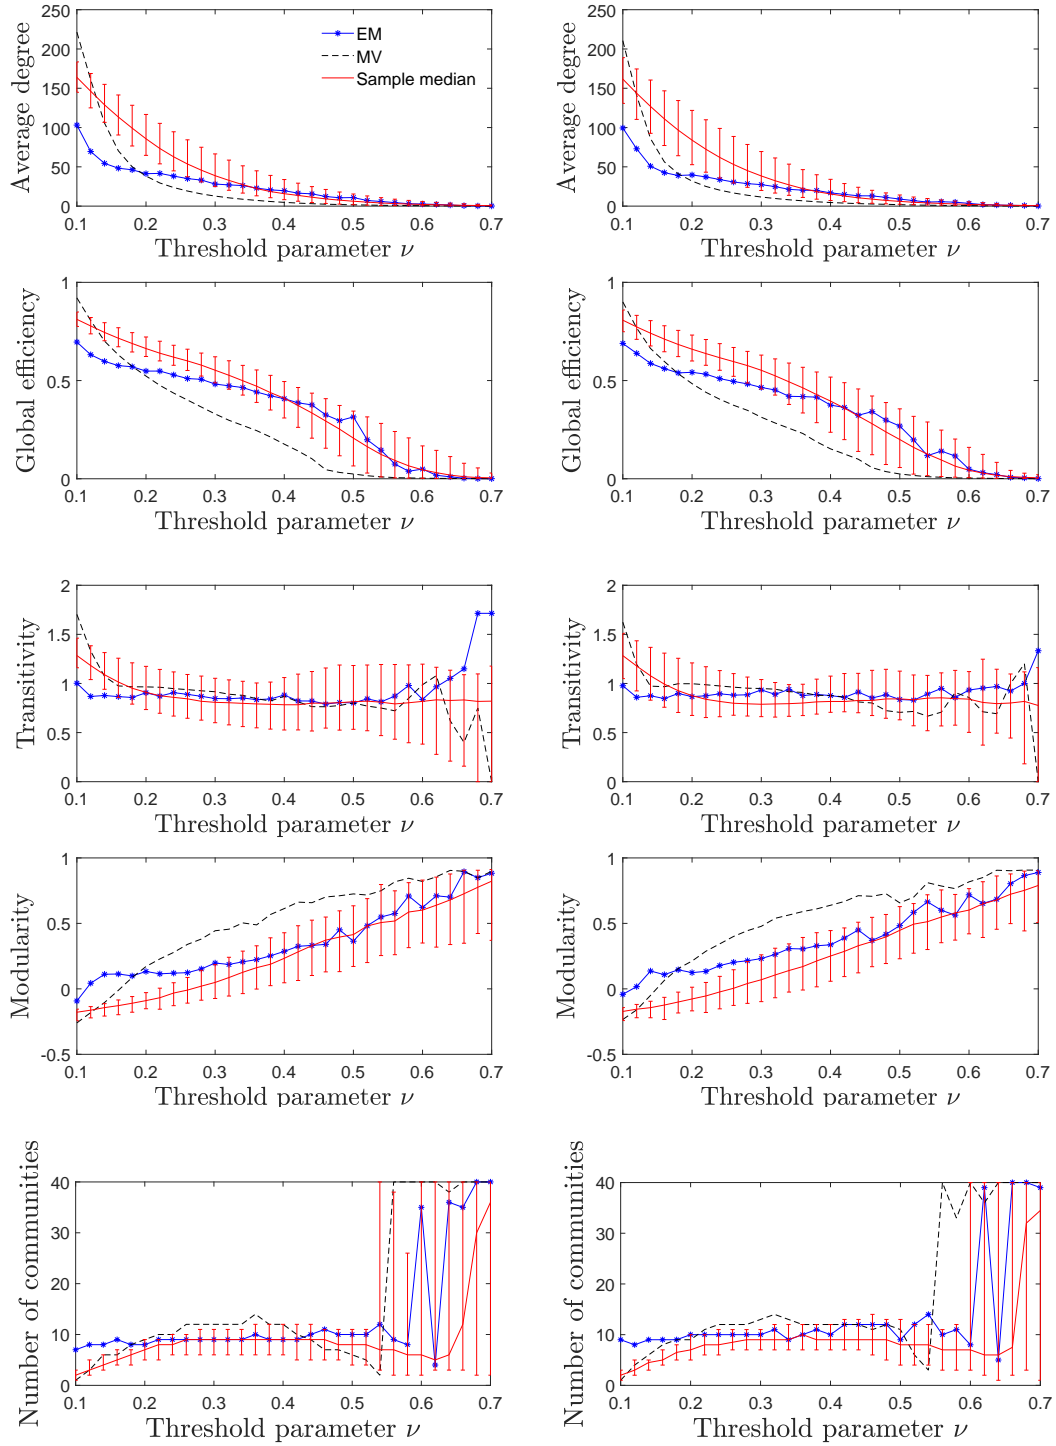 250
200
150
100
50
0
Average degree
EM
MV
Sample median
0.1 0.2 0.3 0.4 0.5 0.6 0.7
Threshold parameter ν
250
200
150
100
50
0
Average degree
0.1 0.2 0.3 0.4 0.5 0.6 0.7
Threshold parameter ν
1
0.5
0
Global efficiency
0.1 0.2 0.3 0.4 0.5 0.6 0.7
Threshold parameter ν
1
0.5
0
Global efficiency
0.1 0.2 0.3 0.4 0.5 0.6 0.7
Threshold parameter ν
2
1.5
1
0.5
0
Transitivity
0.1 0.2 0.3 0.4 0.5 0.6 0.7
Threshold parameter ν
2
1.5
1
0.5
0
Transitivity
0.1 0.2 0.3 0.4 0.5 0.6 0.7
Threshold parameter ν
1
0.5
0
-0.5
Modularity
0.1 0.2 0.3 0.4 0.5 0.6 0.7
Threshold parameter ν
1
0.5
0
-0.5
Modularity
0.1 0.2 0.3 0.4 0.5 0.6 0.7
Threshold parameter ν
40
30
20
10
0
Number of communities
0.1 0.2 0.3 0.4 0.5 0.6 0.7
Threshold parameter ν
40
30
20
10
0
Number of communities
0.1 0.2 0.3 0.4 0.5 0.6 0.7
Threshold parameter ν